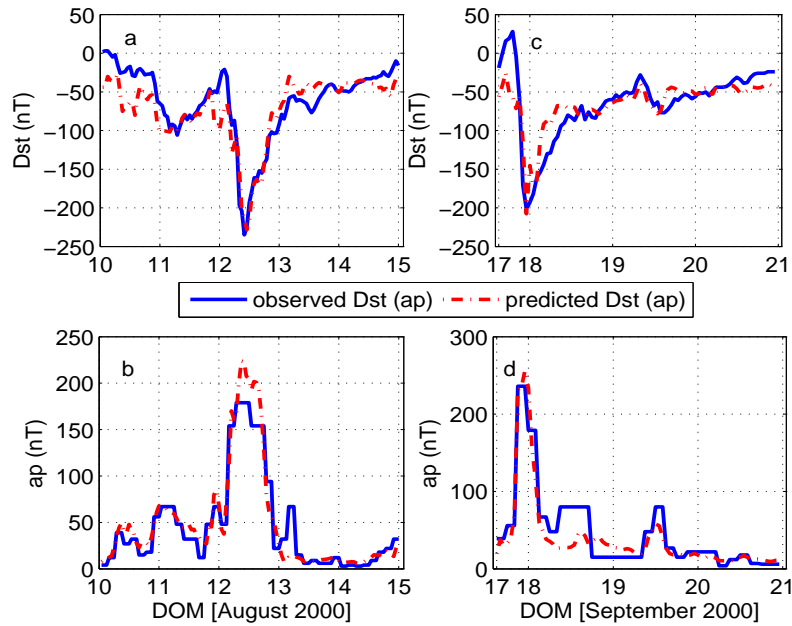 50
0
−50
−100
−150
−200
−250
Dst (nT)
a
10 11 12 13 14 15
50
0
−50
−100
−150
−200
−250
Dst (nT)
c
17 18 19 20 21
observed Dst (ap) predicted Dst (ap)
250
200
150
100
50
0
ap (nT)
b
10 11 12 13 14 15
DOM [August 2000]
300
200
100
0
ap (nT)
d
17 18 19 20 21
DOM [September 2000]